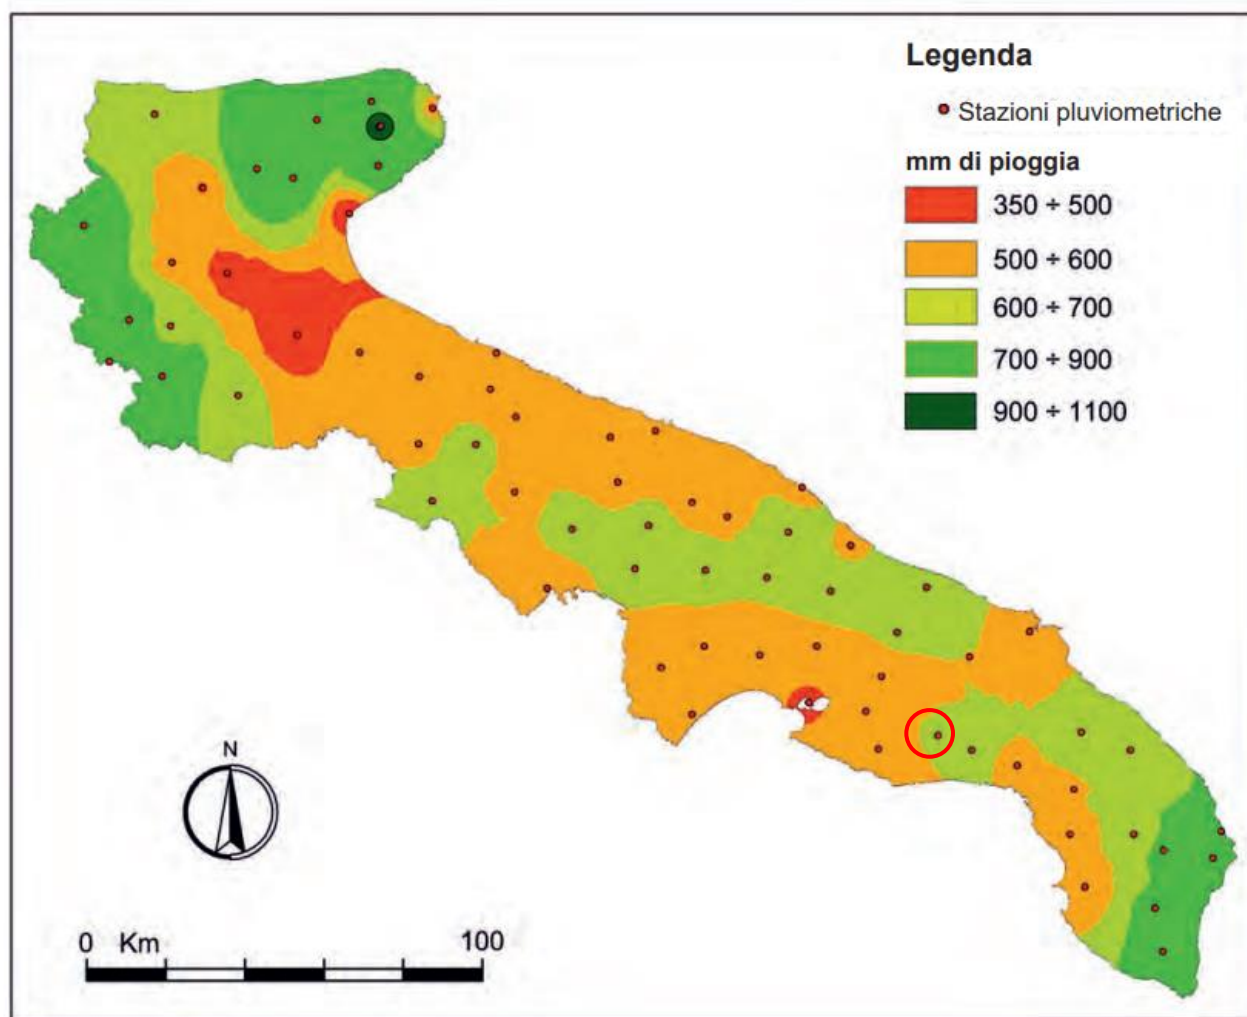 Legenda
Stazioni pluviometriche
mm di pioggia
350 ÷ 500
500 ÷ 600
600 ÷ 700
700 ÷ 900
900 ÷ 1100
N
0 Km 100